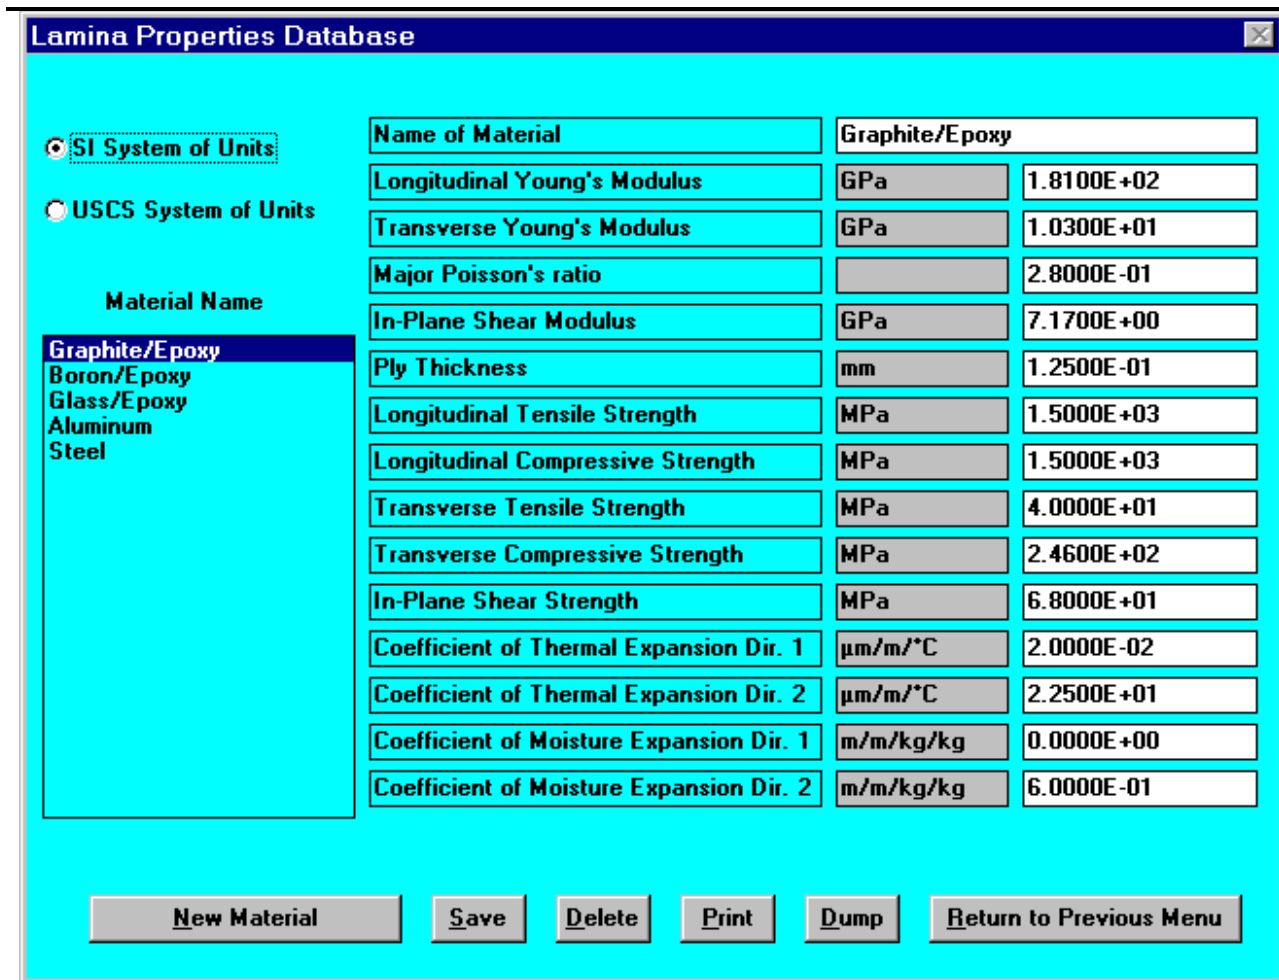 Lamina Properties Database
SI System of Units
USCS System of Units
Material Name
Graphite/Epoxy
Boron/Epoxy
Glass/Epoxy
Aluminum
Steel
Name of Material Graphite/Epoxy
Longitudinal Young's Modulus GPa 1.8100E+02
Transverse Young's Modulus GPa 1.0300E+01
Major Poisson's ratio 2.8000E-01
In-Plane Shear Modulus GPa 7.1700E+00
Ply Thickness mm 1.2500E-01
Longitudinal Tensile Strength MPa 1.5000E+03
Longitudinal Compressive Strength MPa 1.5000E+03
Transverse Tensile Strength MPa 4.0000E+01
Transverse Compressive Strength MPa 2.4600E+02
In-Plane Shear Strength MPa 6.8000E+01
Coefficient of Thermal Expansion Dir. 1 µm/m/°C 2.0000E-02
Coefficient of Thermal Expansion Dir. 2 µm/m/°C 2.2500E+01
Coefficient of Moisture Expansion Dir. 1 m/m/kg/kg 0.0000E+00
Coefficient of Moisture Expansion Dir. 2 m/m/kg/kg 6.0000E-01
New Material Save Delete Print Dump Return to Previous Menu